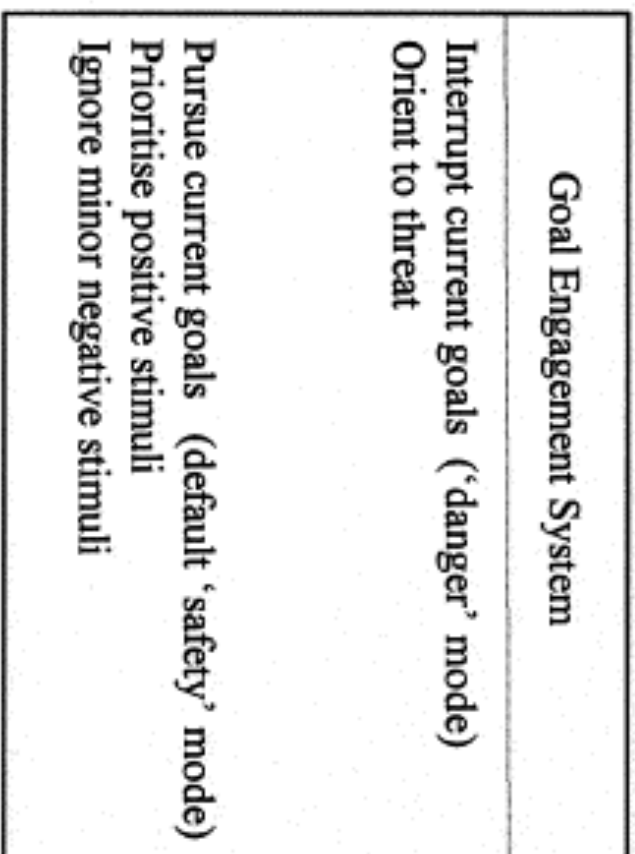 Goal Engagement System
Interrupt current goals ('danger' mode)
Orient to threat
Pursue current goals (default 'safety' mode)
Prioritise positive stimuli
Ignore minor negative stimuli